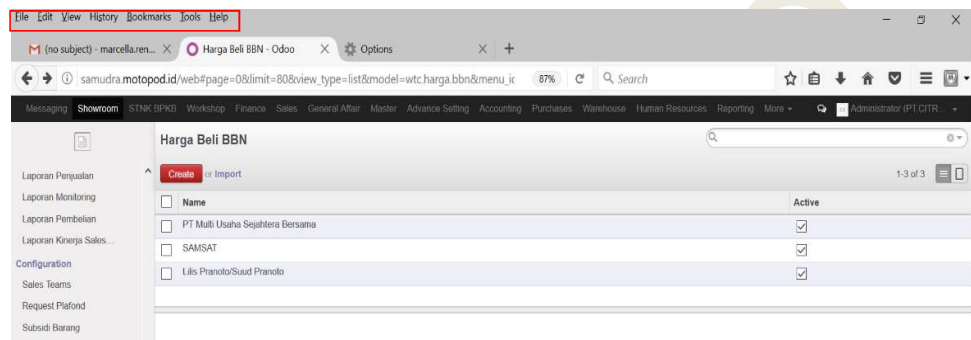 File Edit View History Bookmarks Tools Help
(no subject) - marcella.ren... Harga Beli BBN - Odoo Options
samudra.motopod.id/web#page=0&limit=80&view_type=list&model=wtc.harga.bbn&menu_ic 87% Search
Messaging Showroom STNK BPKB Workshop Finance Sales General Affair Master Advance Setting Accounting Purchases Warehouse Human Resources Reporting More Administrator (PT.CITR...
Harga Beli BBN
Laporan Penjualan Create or Import 1-3 of 3
Laporan Monitoring Name Active
Laporan Pembelian PT Multi Usaha Sejahtera Bersama
Laporan Kinerja Sales... SAMSAT
Configuration
Lilis Pranoto/Suud Pranoto
Sales Teams
Request Plafond
Subsidi Barang